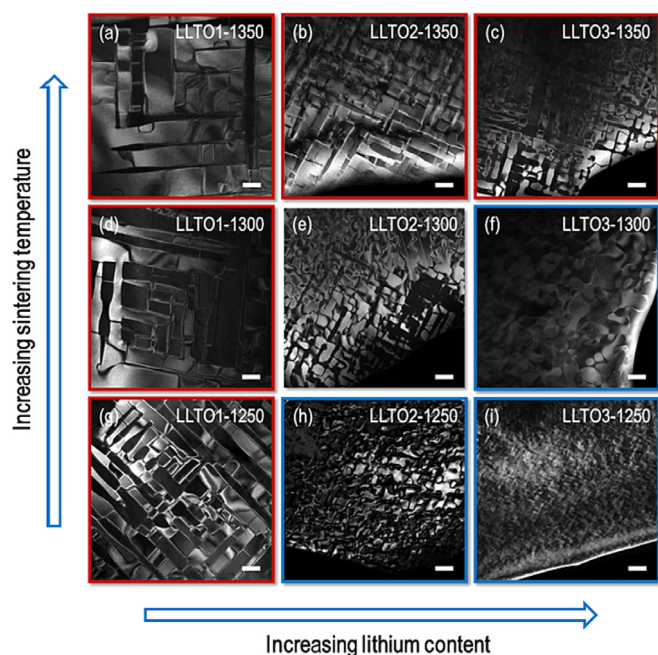 (a) LLTO1-1350
(b) LLTO2-1350
(c) LLTO3-1350
(d) LLTO1-1300
(e) LLTO2-1300
(f) LLTO3-1300
(g) LLTO1-1250
(h) LLTO2-1250
(i) LLTO3-1250
Increasing sintering temperature
Increasing lithium content